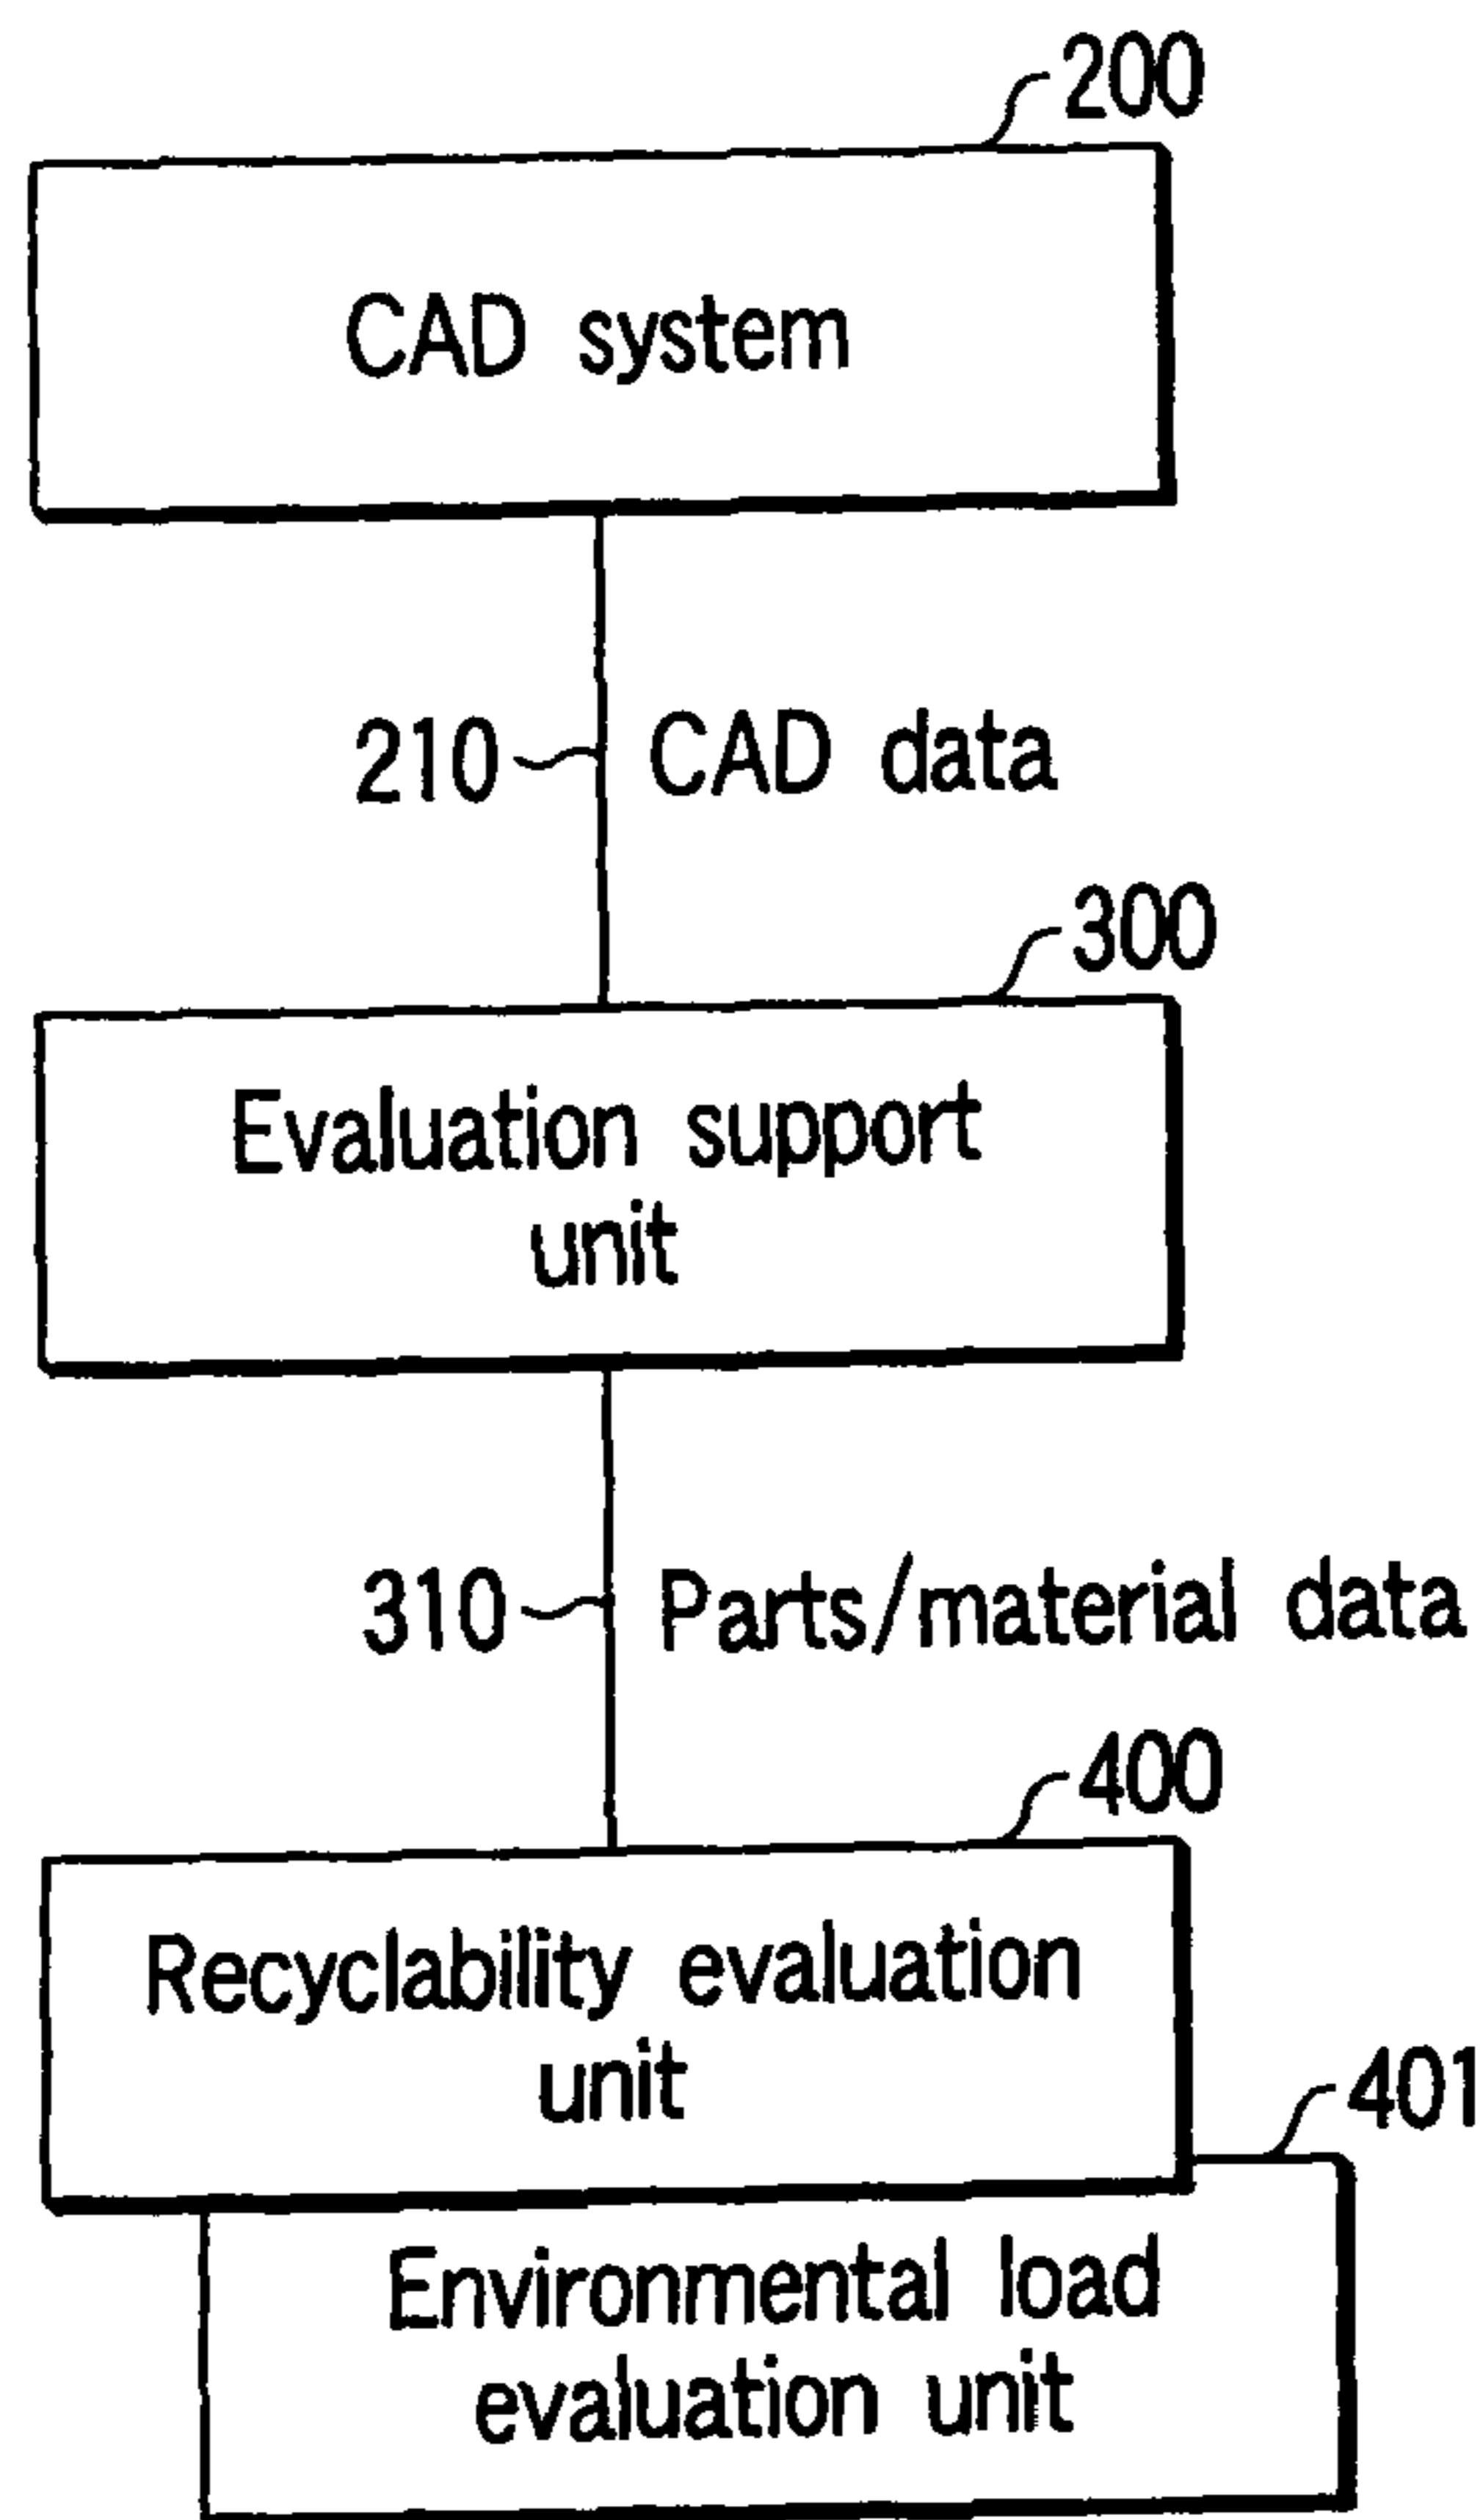 200
CAD system
210 CAD data
300
Evaluation support
unit
310 Parts/material data
400
Recyclability evaluation
unit
401
Environmental load
evaluation unit